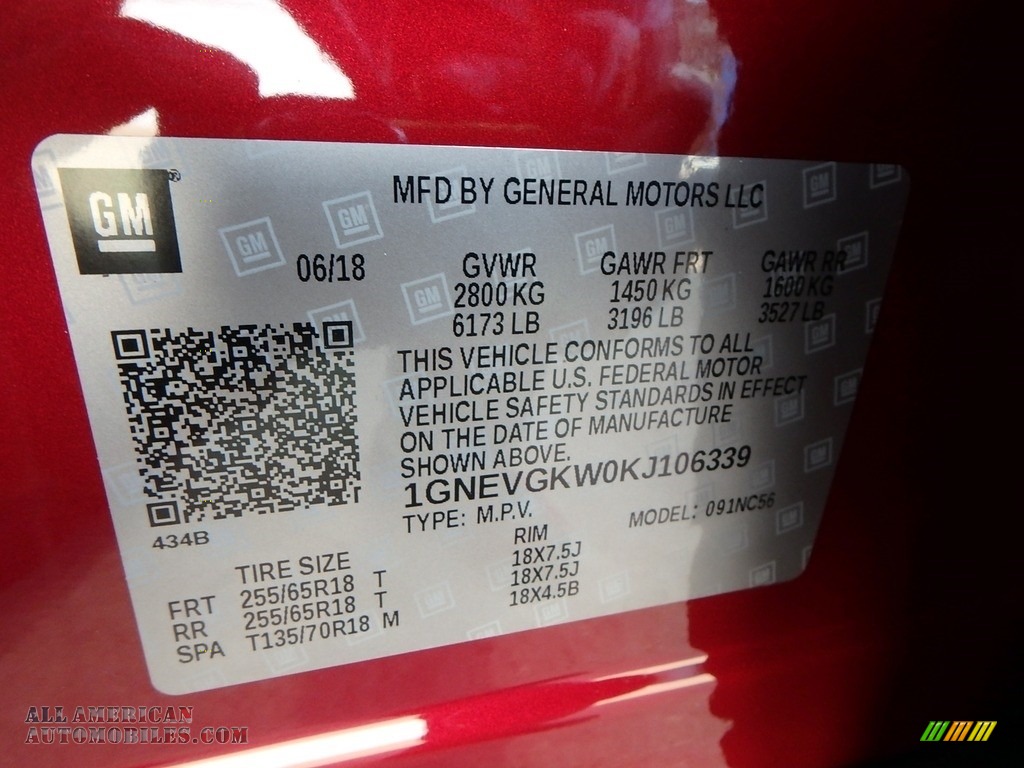 GM®
MFD BY GENERAL MOTORS LLC
06/18 GVWR GAWR FRT GAWR RR
2800 KG 1450 KG 1600 KG
6173 LB 3196 LB 3527 LB
THIS VEHICLE CONFORMS TO ALL
APPLICABLE U.S. FEDERAL MOTOR
VEHICLE SAFETY STANDARDS IN EFFECT
ON THE DATE OF MANUFACTURE
SHOWN ABOVE.
1GNEVGKW0KJ106339
TYPE: M.P.V. MODEL: 091NC56
434B
TIRE SIZE RIM
FRT 255/65R18 T 18X7.5J
RR 255/65R18 T 18X7.5J
SPA T135/70R18 M 18X4.5B
ALL AMERICAN
AUTOMOBILES.COM